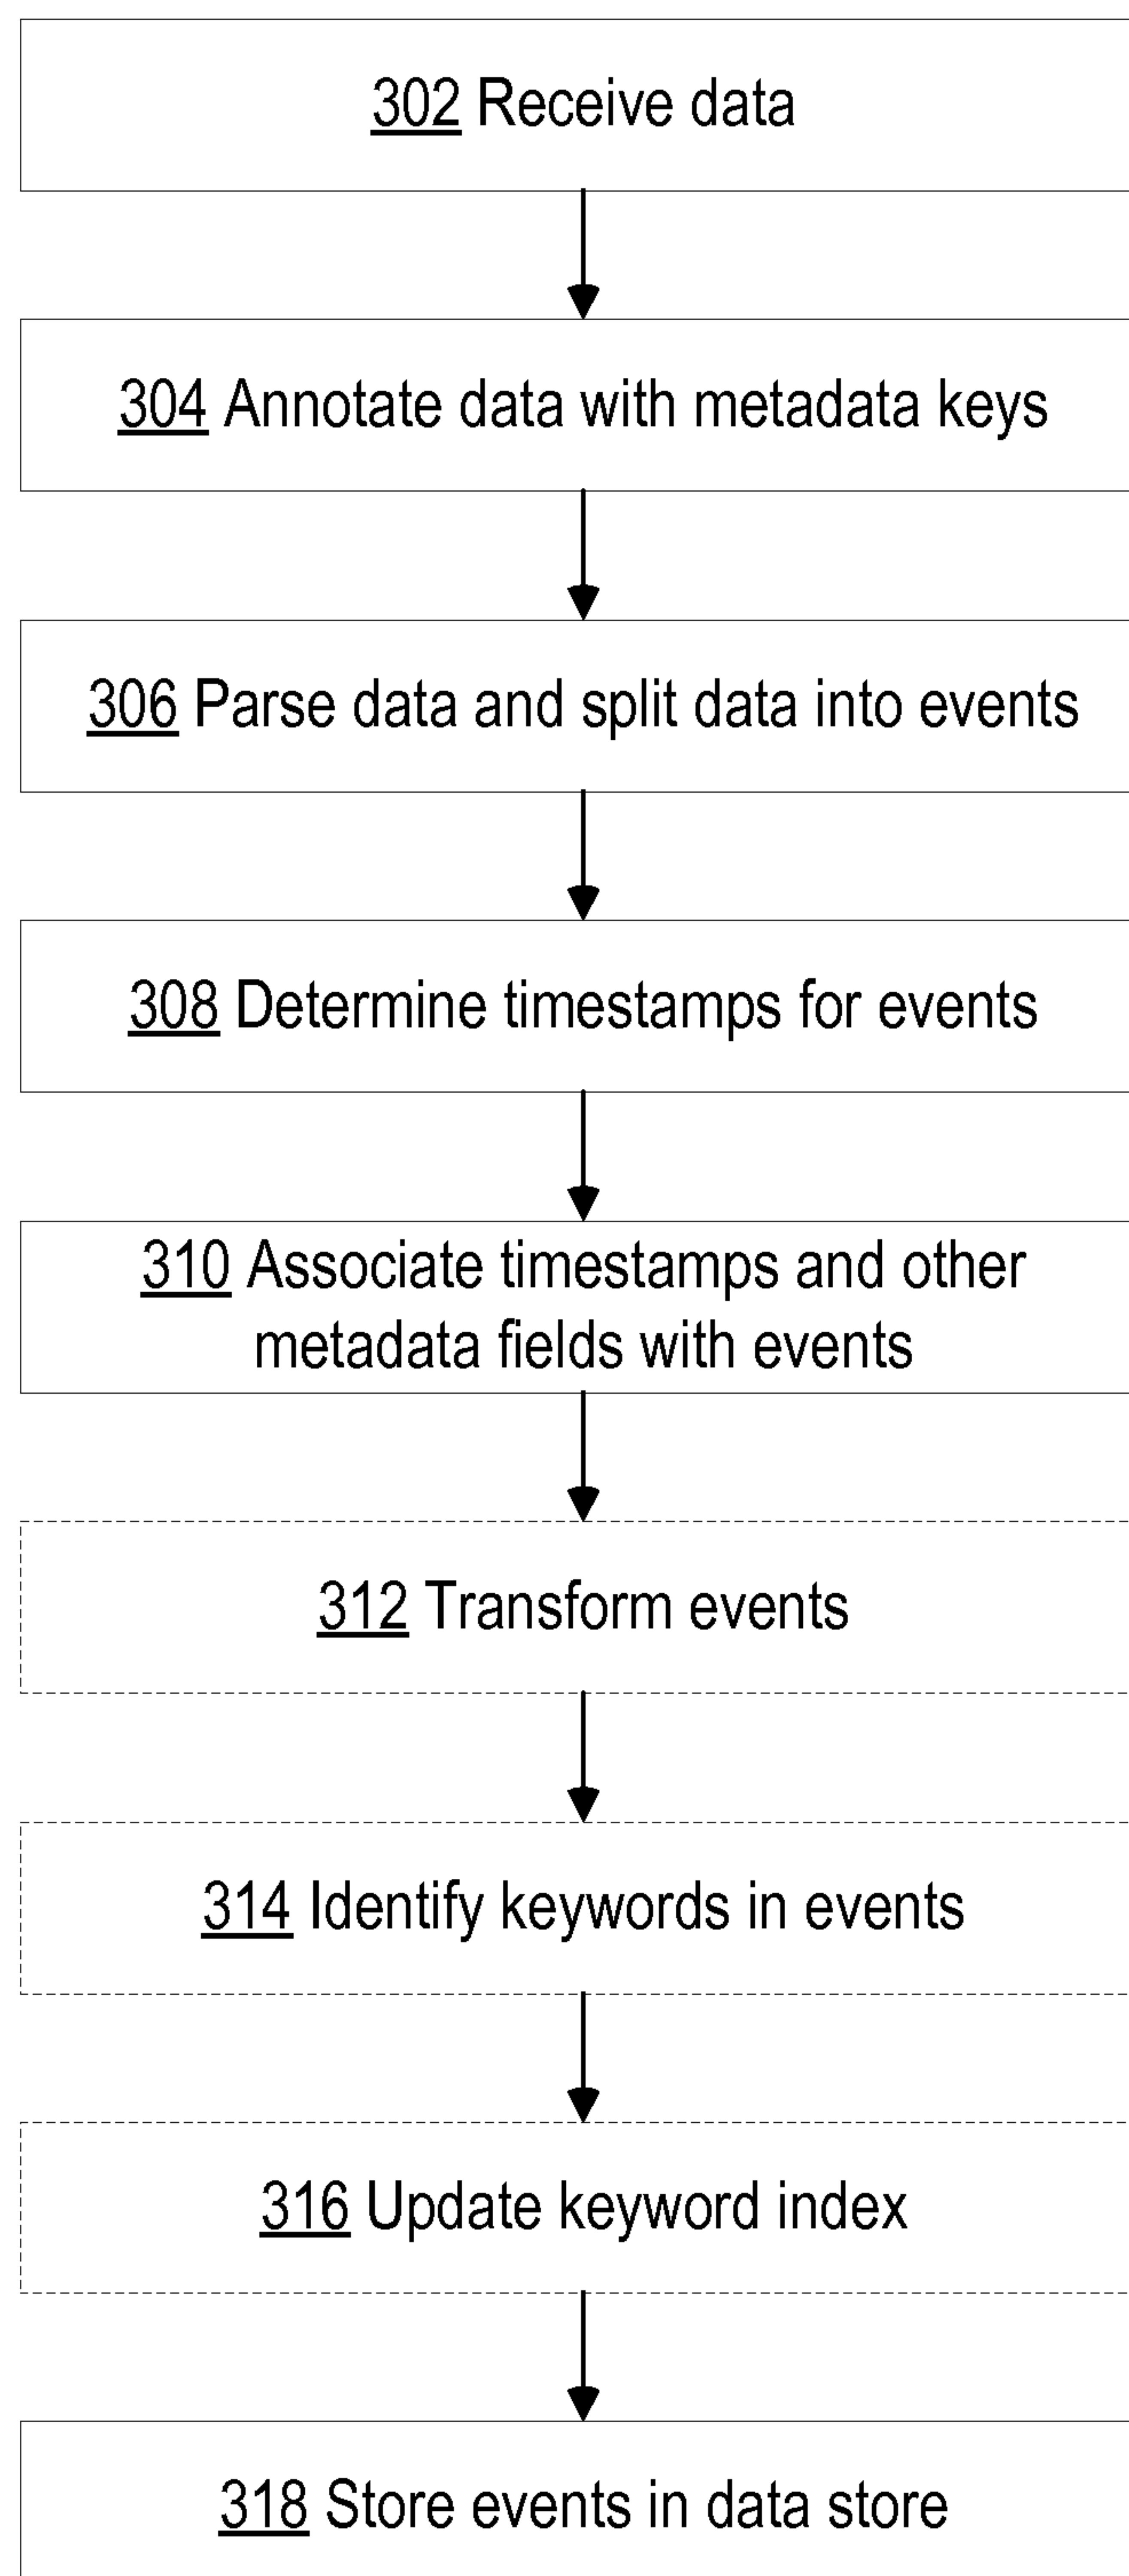 302 Receive data
304 Annotate data with metadata keys
306 Parse data and split data into events
308 Determine timestamps for events
310 Associate timestamps and other
metadata fields with events
312 Transform events
314 Identify keywords in events
316 Update keyword index
318 Store events in data store